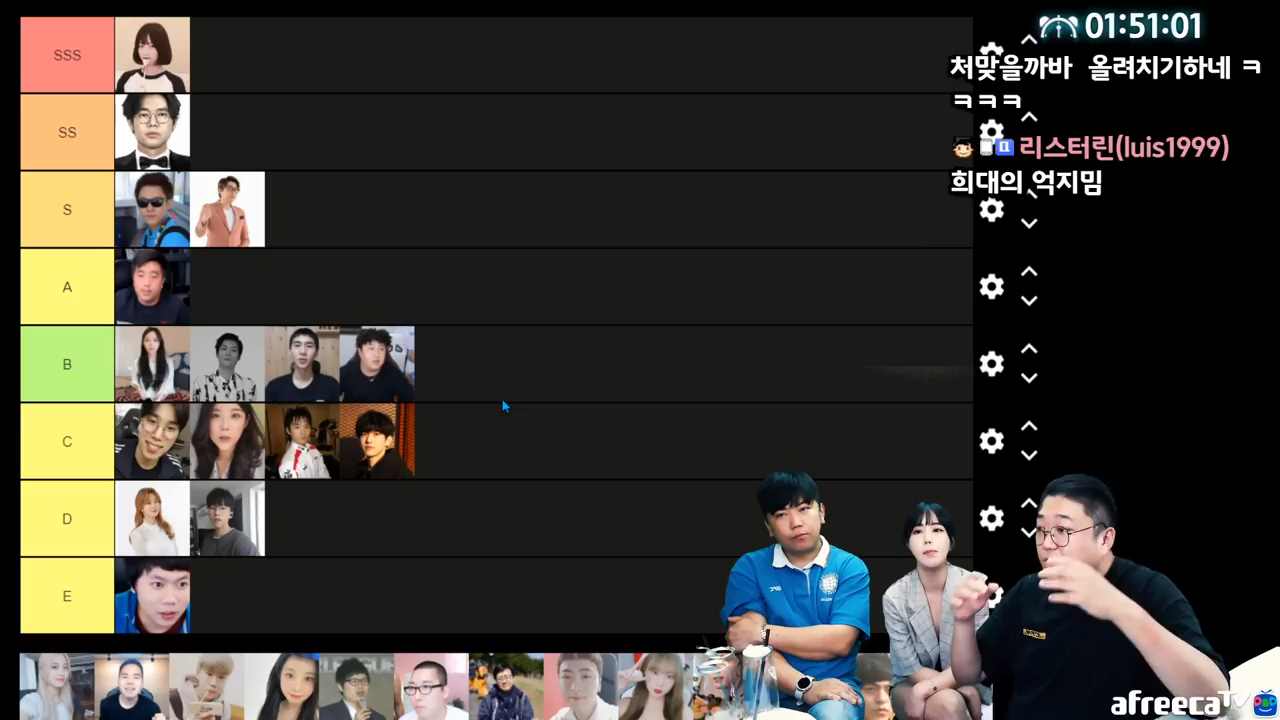 SSS
01:51:01
처맞을까바 올려치기하네 ㅋ
ㅋㅋㅋ
SS
리스터린(luis1999)
희대의 억지밈
S
A
B
C
D
E
afreecaTV